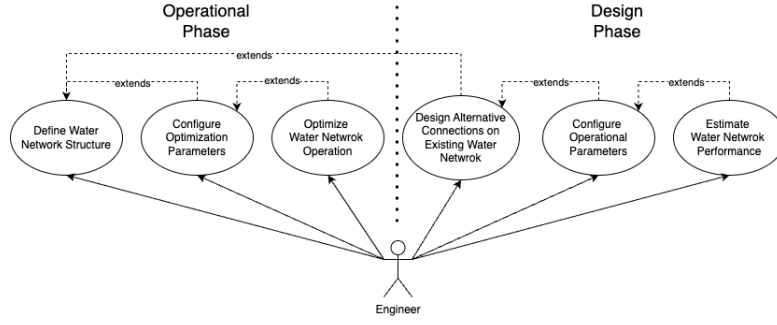 Operational
Phase
Design
Phase
extends
extends
extends
extends
extends
Define Water
Network Structure
Configure
Optimization
Parameters
Optimize
Water Netwrok
Operation
Design Alternative
Connections on
Existing Water
Netwrok
Configure
Operational
Parameters
Estimate
Water Netwrok
Performance
Engineer